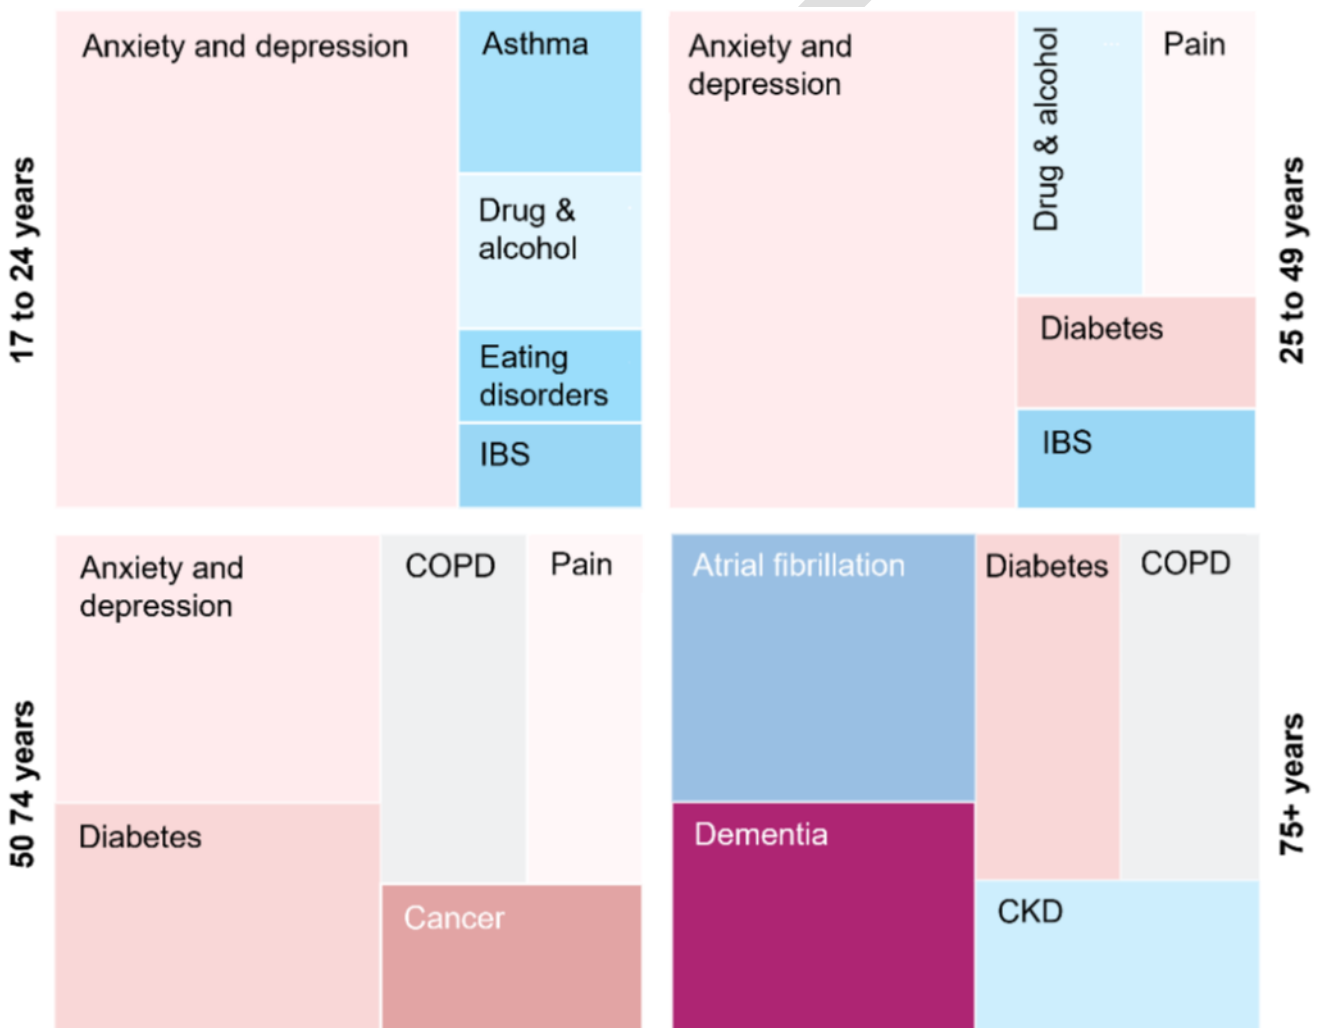 17 to 24 years
Anxiety and depression
Asthma
Drug &
alcohol
Eating
disorders
IBS
Anxiety and
depression
Drug & alcohol
Pain
Diabetes
IBS
25 to 49 years
50 74 years
Anxiety and
depression
COPD
Pain
Diabetes
Cancer
Atrial fibrillation
Diabetes
COPD
Dementia
CKD
75+ years